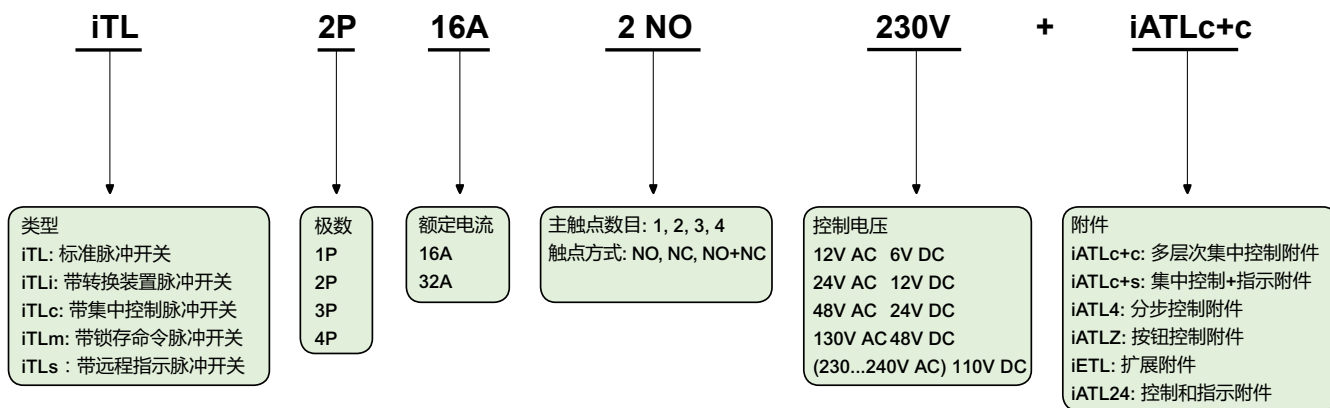 iTL 2P 16A 2 NO 230V + iATLc+c
类型
iTL: 标准脉冲开关
iTLi: 带转换装置脉冲开关
iTLc: 带集中控制脉冲开关
iTLm: 带锁存命令脉冲开关
iTLs：带远程指示脉冲开关
极数
1P
2P
3P
4P
额定电流
16A
32A
主触点数目: 1, 2, 3, 4
触点方式: NO, NC, NO+NC
控制电压
12V AC 6V DC
24V AC 12V DC
48V AC 24V DC
130V AC 48V DC
(230...240V AC) 110V DC
附件
iATLc+c: 多层次集中控制附件
iATLc+s: 集中控制+指示附件
iATL4: 分步控制附件
iATLZ: 按钮控制附件
iETL: 扩展附件
iATL24: 控制和指示附件